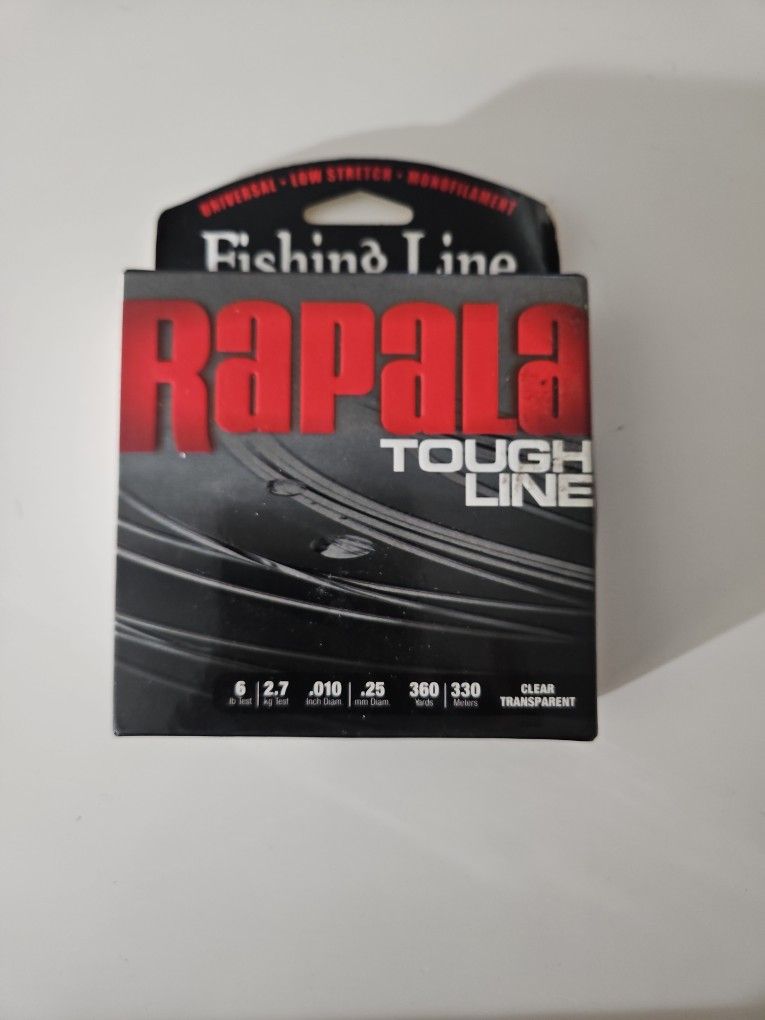 UNIVERSAL • LOW STRETCH • MONOFILAMENT
Fishing Line
Rapala
TOUGH
LINE
6 | 2.7 .010 | .25 360 | 330 CLEAR
lb Test kg Test Inch Diam. mm Diam. Yards Meters TRANSPARENT